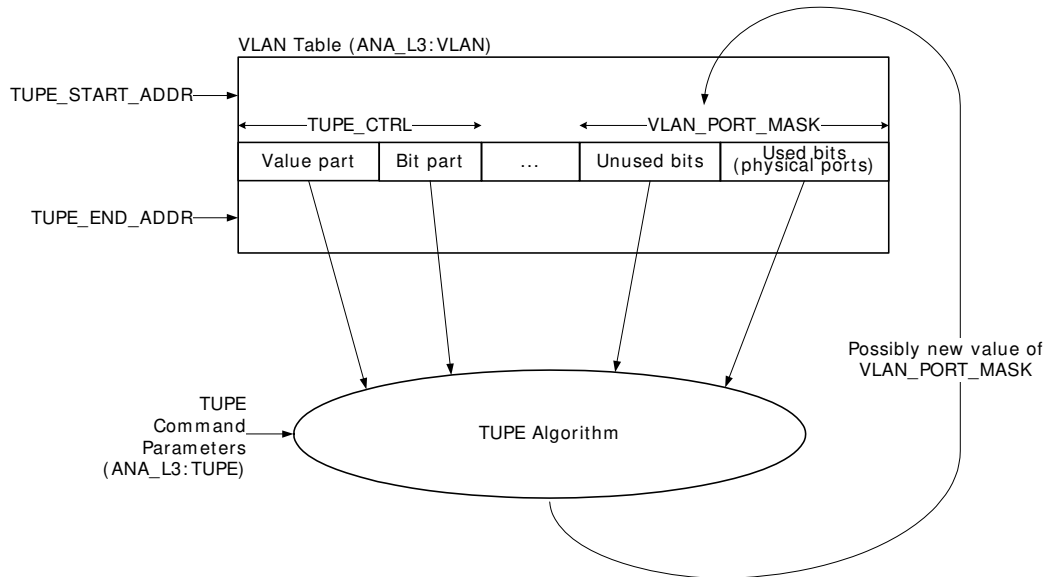 VLAN Table (ANA_L3:VLAN)
TUPE_START_ADDR
TUPE_CTRL
VLAN_PORT_MASK
Value part
Bit part
...
Unused bits
Used bits
(physical ports)
TUPE_END_ADDR
Possibly new value of
VLAN_PORT_MASK
TUPE
Command
Parameters
(ANA_L3:TUPE)
TUPE Algorithm